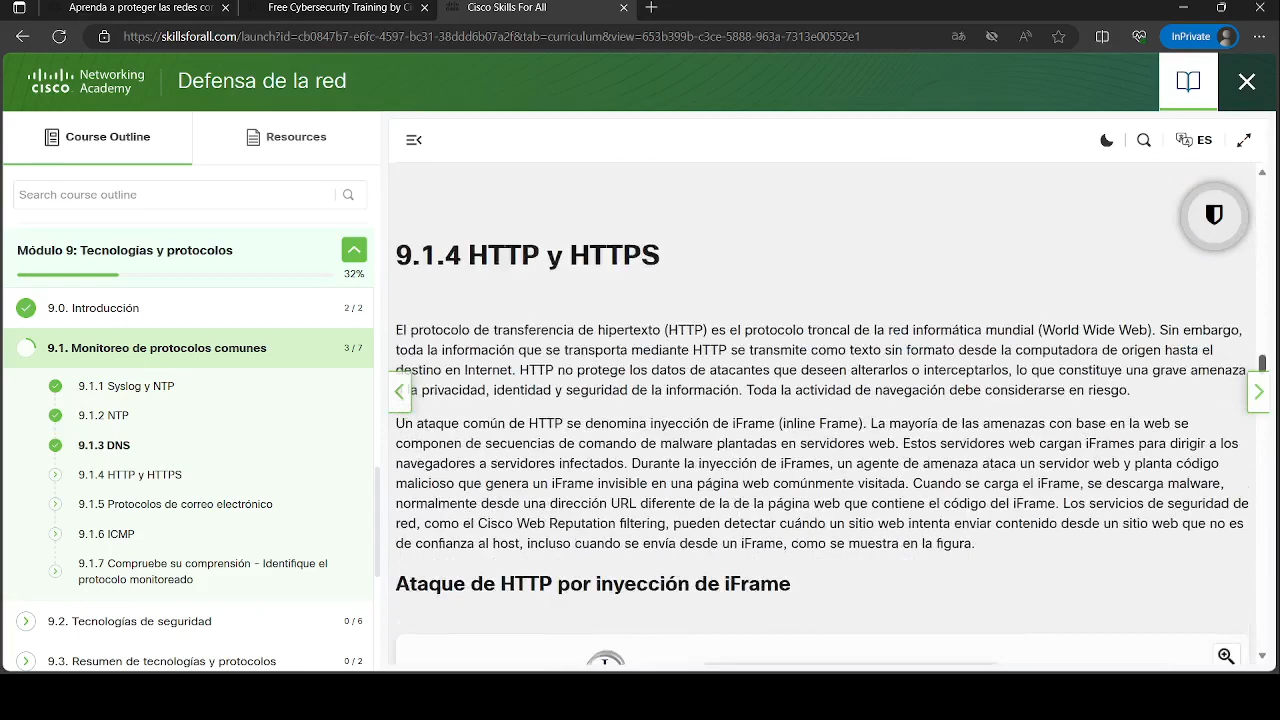 Aprenda a proteger las redes cor
Free Cybersecurity Training by Ci
Cisco Skills For All
https://skillsforall.com/launch?id=cb0847b7-e6fc-4597-bc31-38ddd6b07a2f&tab=curriculum&view=653b399b-c3ce-5888-963a-7313e00552e1
InPrivate
CISCO
Networking
Academy
Defensa de la red
Course Outline
Resources
ES
Search course outline
Módulo 9: Tecnologías y protocolos
32%
9.0. Introducción
2 / 2
9.1. Monitoreo de protocolos comunes
3 / 7
9.1.1 Syslog y NTP
9.1.2 NTP
9.1.3 DNS
9.1.4 HTTP y HTTPS
9.1.5 Protocolos de correo electrónico
9.1.6 ICMP
9.1.7 Compruebe su comprensión - Identifique el
protocolo monitoreado
9.2. Tecnologías de seguridad
0 / 6
9.3. Resumen de tecnologías y protocolos
0 / 2
9.1.4 HTTP y HTTPS
El protocolo de transferencia de hipertexto (HTTP) es el protocolo troncal de la red informática mundial (World Wide Web). Sin embargo,
toda la información que se transporta mediante HTTP se transmite como texto sin formato desde la computadora de origen hasta el
destino en Internet. HTTP no protege los datos de atacantes que deseen alterarlos o interceptarlos, lo que constituye una grave amenaza
a la privacidad, identidad y seguridad de la información. Toda la actividad de navegación debe considerarse en riesgo.
Un ataque común de HTTP se denomina inyección de iFrame (inline Frame). La mayoría de las amenazas con base en la web se
componen de secuencias de comando de malware plantadas en servidores web. Estos servidores web cargan iFrames para dirigir a los
navegadores a servidores infectados. Durante la inyección de iFrames, un agente de amenaza ataca un servidor web y planta código
malicioso que genera un iFrame invisible en una página web comúnmente visitada. Cuando se carga el iFrame, se descarga malware,
normalmente desde una dirección URL diferente de la de la página web que contiene el código del iFrame. Los servicios de seguridad de
red, como el Cisco Web Reputation filtering, pueden detectar cuándo un sitio web intenta enviar contenido desde un sitio web que no es
de confianza al host, incluso cuando se envía desde un iFrame, como se muestra en la figura.
Ataque de HTTP por inyección de iFrame